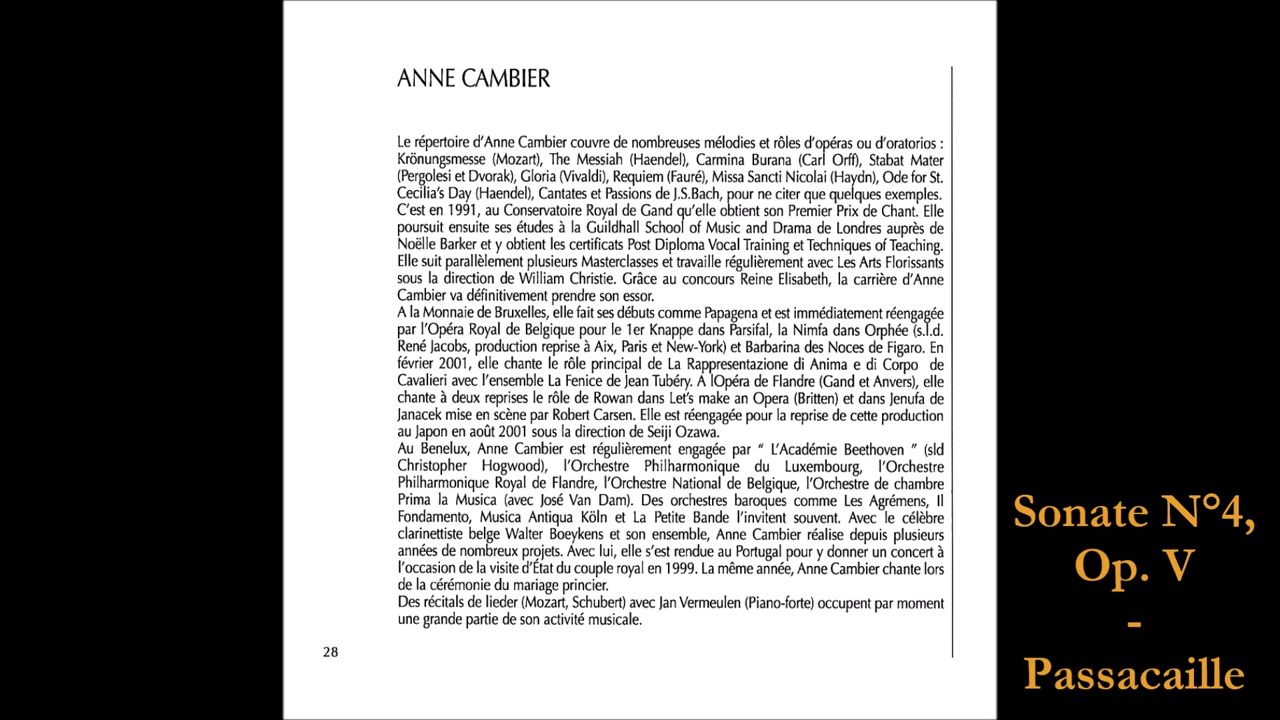 ANNE CAMBIER
Le répertoire d'Anne Cambier couvre de nombreuses mélodies et rôles d'opéras ou d'oratorios :
Krönungsmesse (Mozart), The Messiah (Haendel), Carmina Burana (Carl Orff), Stabat Mater
(Pergolesi et Dvorak), Gloria (Vivaldi), Requiem (Fauré), Missa Sancti Nicolai (Haydn), Ode for St.
Cecilia's Day (Haendel), Cantates et Passions de J.S.Bach, pour ne citer que quelques exemples.
C'est en 1991, au Conservatoire Royal de Gand qu'elle obtient son Premier Prix de Chant. Elle
poursuit ensuite ses études à la Guildhall School of Music and Drama de Londres auprès de
Noëlle Barker et y obtient les certificats Post Diploma Vocal Training et Techniques of Teaching.
Elle suit parallèlement plusieurs Masterclasses et travaille régulièrement avec Les Arts Florissants
sous la direction de William Christie. Grâce au concours Reine Elisabeth, la carrière d'Anne
Cambier va définitivement prendre son essor.
A la Monnaie de Bruxelles, elle fait ses débuts comme Papagena et est immédiatement réengagée
par l'Opéra Royal de Belgique pour le 1er Knappe dans Parsifal, la Nimfa dans Orphée (s.l.d.
René Jacobs, production reprise à Aix, Paris et New-York) et Barbarina des Noces de Figaro. En
février 2001, elle chante le rôle principal de La Rappresentazione di Anima e di Corpo de
Cavalieri avec l'ensemble La Fenice de Jean Tubéry. A lOpéra de Flandre (Gand et Anvers), elle
chante à deux reprises le rôle de Rowan dans Let's make an Opera (Britten) et dans Jenufa de
Janacek mise en scène par Robert Carsen. Elle est réengagée pour la reprise de cette production
au Japon en août 2001 sous la direction de Seiji Ozawa.
Au Benelux, Anne Cambier est régulièrement engagée par " L'Académie Beethoven " (sld
Christopher Hogwood), l'Orchestre Philharmonique du Luxembourg, l'Orchestre
Philharmonique Royal de Flandre, l'Orchestre National de Belgique, l'Orchestre de chambre
Prima la Musica (avec José Van Dam). Des orchestres baroques comme Les Agrémens, Il
Fondamento, Musica Antiqua Köln et La Petite Bande l'invitent souvent. Avec le célèbre
clarinettiste belge Walter Boeykens et son ensemble, Anne Cambier réalise depuis plusieurs
années de nombreux projets. Avec lui, elle s'est rendue au Portugal pour y donner un concert à
l'occasion de la visite d'État du couple royal en 1999. La même année, Anne Cambier chante lors
de la cérémonie du mariage princier.
Des récitals de lieder (Mozart, Schubert) avec Jan Vermeulen (Piano-forte) occupent par moment
une grande partie de son activité musicale.
28
Sonate N°4,
Op. V
-
Passacaille